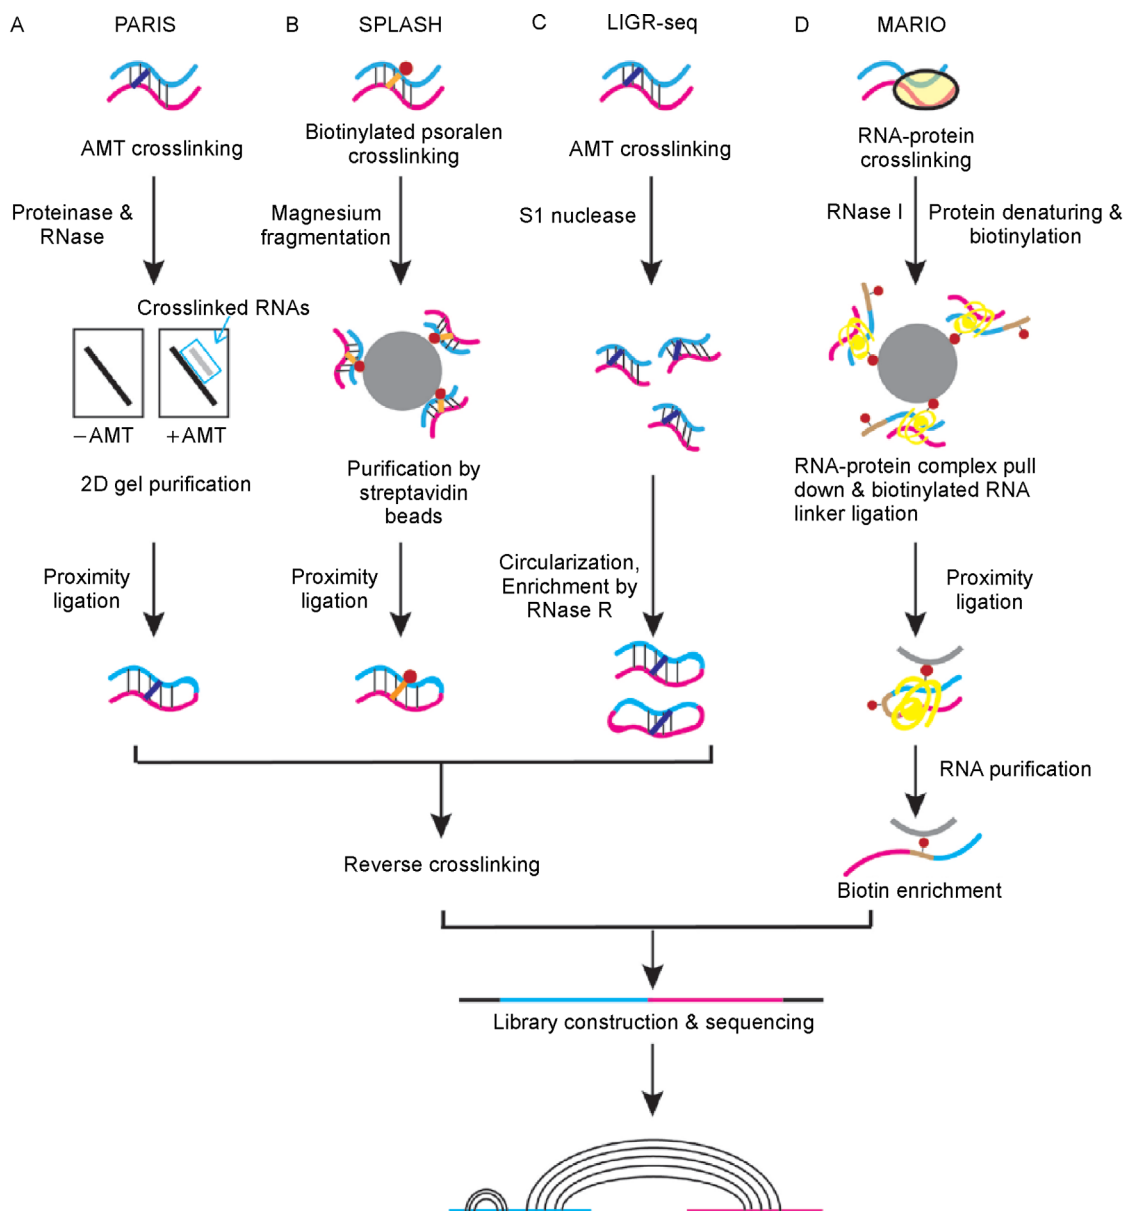 A PARIS
B SPLASH
C LIGR-seq
D MARIO
AMT crosslinking
Biotinylated psoralen
crosslinking
AMT crosslinking
RNA-protein
crosslinking
Proteinase &
RNase
Magnesium
fragmentation
S1 nuclease
RNase I
Protein denaturing &
biotinylation
Crosslinked RNAs
−AMT
+AMT
2D gel purification
Purification by
streptavidin
beads
RNA-protein complex pull
down & biotinylated RNA
linker ligation
Proximity
ligation
Proximity
ligation
Circularization,
Enrichment by
RNase R
Proximity
ligation
RNA purification
Reverse crosslinking
Biotin enrichment
Library construction & sequencing